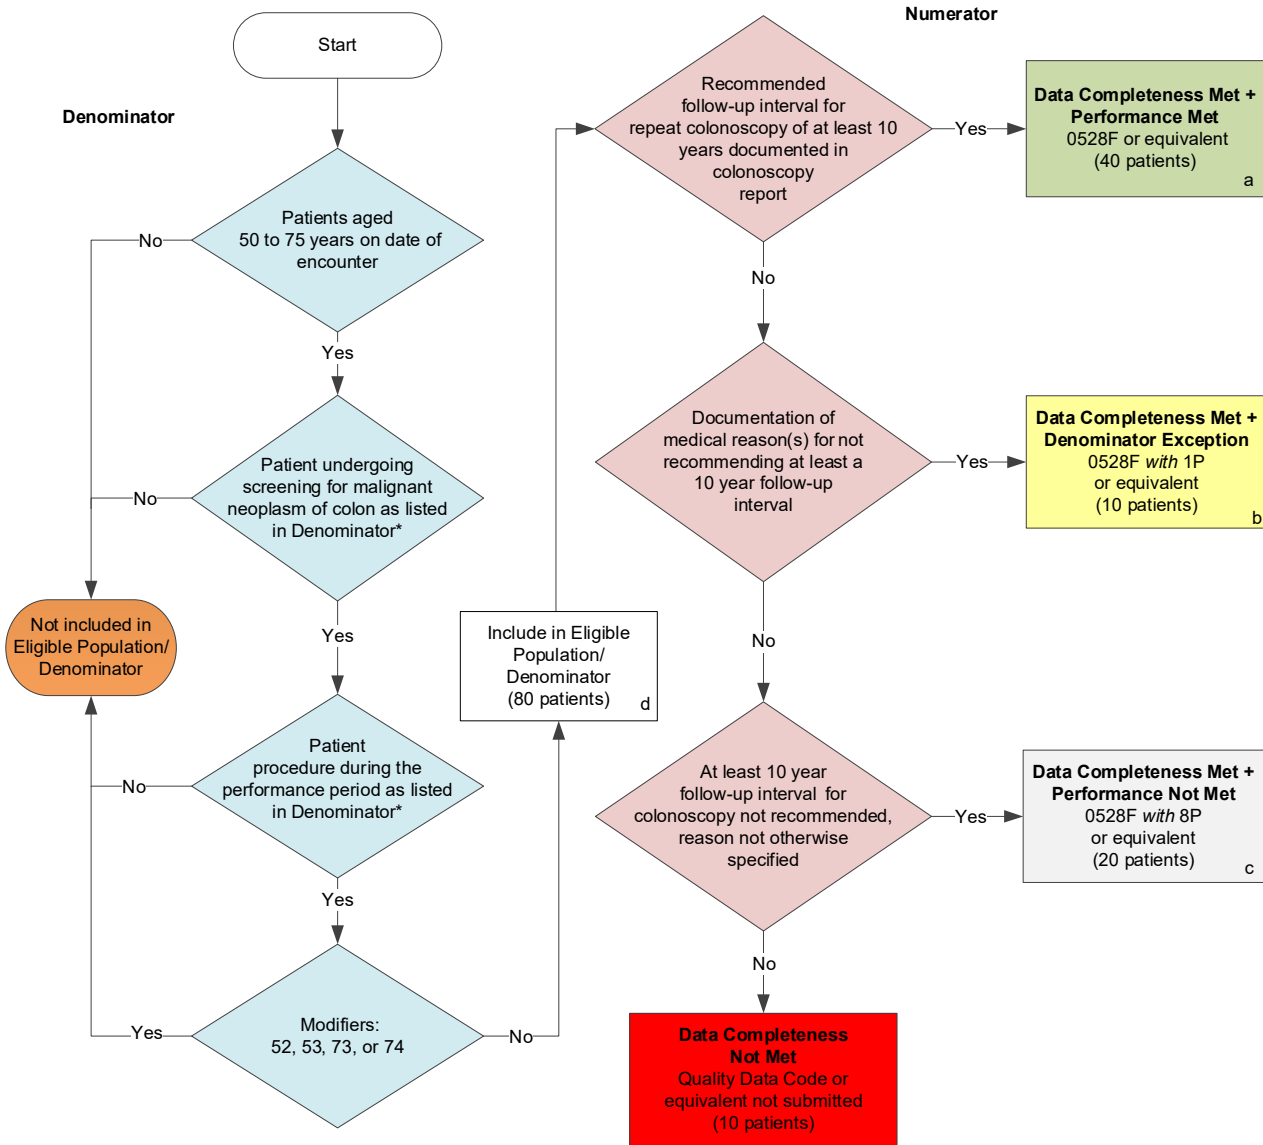 Numerator
Start
Denominator
Patients aged
50 to 75 years on date of
encounter
No
Yes
Patient undergoing
screening for malignant
neoplasm of colon as listed
in Denominator*
No
Yes
Not included in
Eligible Population/
Denominator
Patient
procedure during the
performance period as listed
in Denominator*
No
Yes
Modifiers:
52, 53, 73, or 74
Yes
No
Include in Eligible
Population/
Denominator
(80 patients)
d
Recommended
follow-up interval for
repeat colonoscopy of at least 10
years documented in
colonoscopy
report
Yes
Data Completeness Met +
Performance Met
0528F or equivalent
(40 patients)
a
No
Documentation of
medical reason(s) for not
recommending at least a
10 year follow-up
interval
Yes
Data Completeness Met +
Denominator Exception
0528F with 1P
or equivalent
(10 patients)
b
No
At least 10 year
follow-up interval for
colonoscopy not recommended,
reason not otherwise
specified
Yes
Data Completeness Met +
Performance Not Met
0528F with 8P
or equivalent
(20 patients)
c
No
Data Completeness
Not Met
Quality Data Code or
equivalent not submitted
(10 patients)